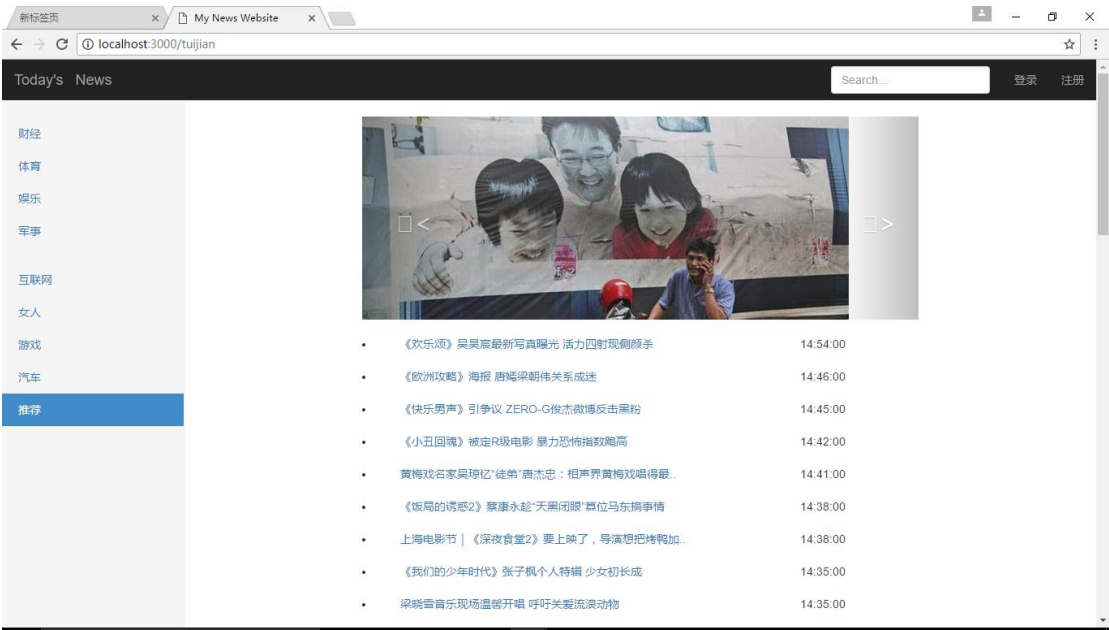 新标签页
My News Website
localhost:3000/tuijian
Today's News
Search...
登录
注册
财经
体育
娱乐
军事
互联网
女人
游戏
汽车
推荐
<
>
• 《欢乐颂》吴昊宸最新写真曝光 活力四射现侧颜杀 14:54:00
• 《欧洲攻略》海报 唐嫣梁朝伟关系成迷 14:46:00
• 《快乐男声》引争议 ZERO-G俊杰微博反击黑粉 14:45:00
• 《小丑回魂》被定R级电影 暴力恐怖指数飚高 14:42:00
• 黄梅戏名家吴琼忆“徒弟”唐杰忠：相声界黄梅戏唱得最.. 14:41:00
• 《饭局的诱惑2》蔡康永趁“天黑闭眼”篡位马东搞事情 14:38:00
• 上海电影节｜《深夜食堂2》要上映了，导演想把烤鸭加.. 14:38:00
• 《我们的少年时代》张子枫个人特辑 少女初长成 14:35:00
• 梁晓雪音乐现场温馨开唱 呼吁关爱流浪动物 14:35:00